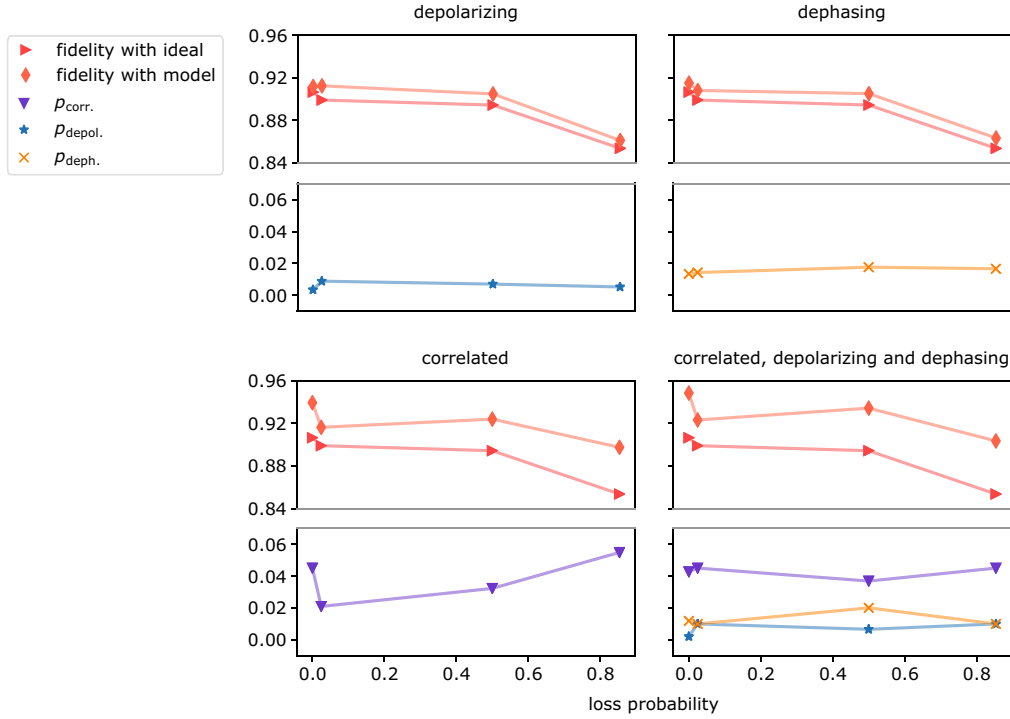 depolarizing
dephasing
fidelity with ideal
fidelity with model
pcorr.
pdepol.
pdeph.
0.96
0.92
0.88
0.84
0.06
0.04
0.02
0.00
correlated
correlated, depolarizing and dephasing
0.96
0.92
0.88
0.84
0.06
0.04
0.02
0.00
0.0 0.2 0.4 0.6 0.8
0.0 0.2 0.4 0.6 0.8
loss probability